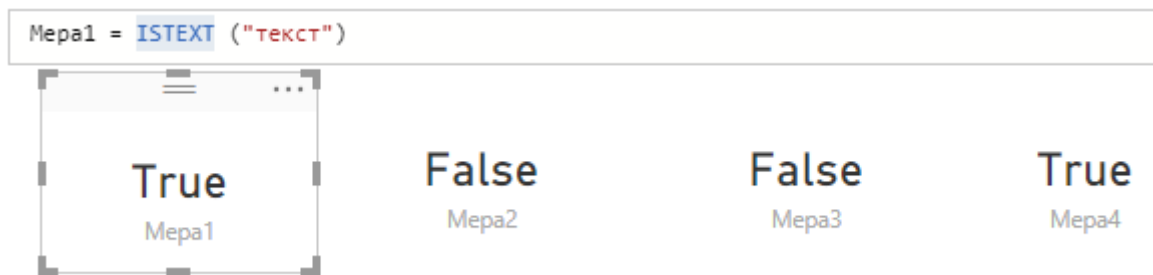 Мера1 = ISTEXT ("текст")
True
Мера1
False
Мера2
False
Мера3
True
Мера4